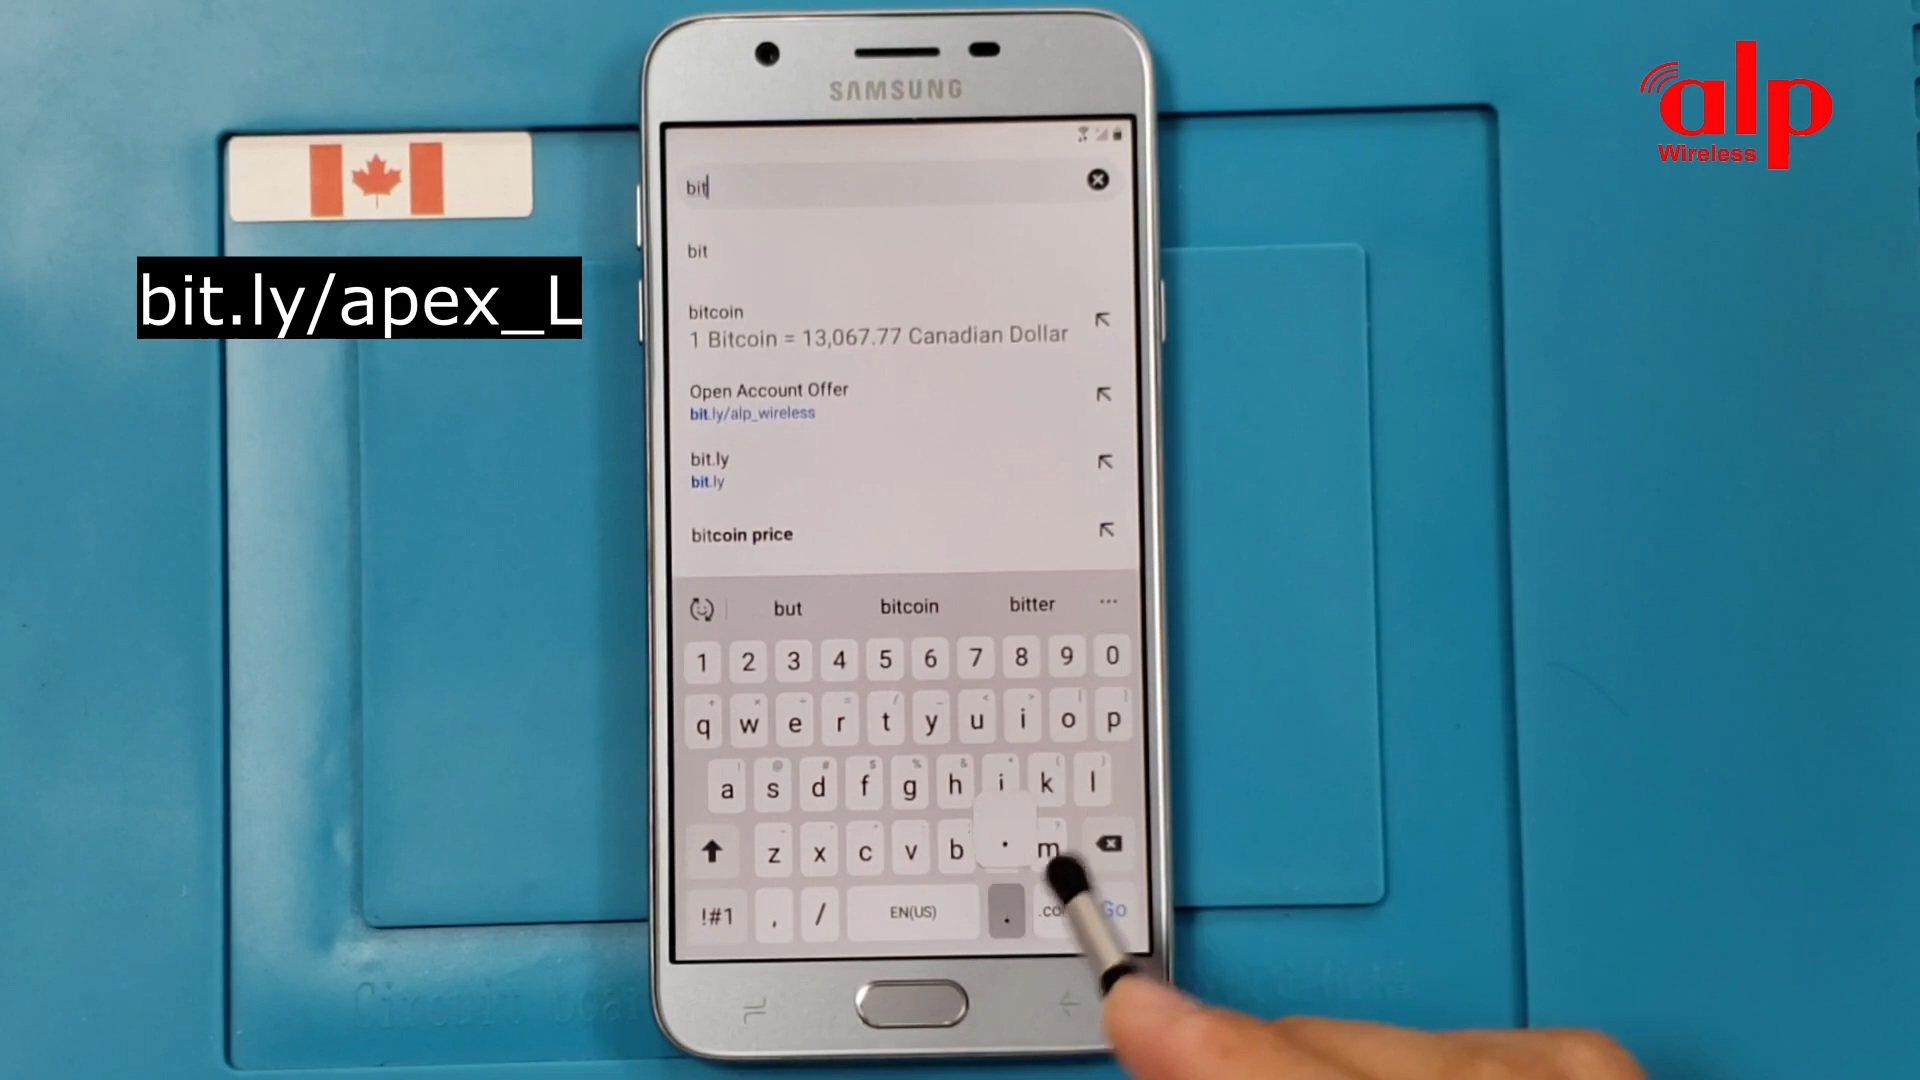 alp
Wireless
SAMSUNG
bit.ly/apex_L
bit
bit
bitcoin
1 Bitcoin = 13,067.77 Canadian Dollar
Open Account Offer
bit.ly/alp_wireless
bit.ly
bit.ly
bitcoin price
but bitcoin bitter ...
1 2 3 4 5 6 7 8 9 0
q w e r t y u i o p
a s d f g h j k l
z x c v b . m
!#1 , / EN(US) . Go
Circuit boar